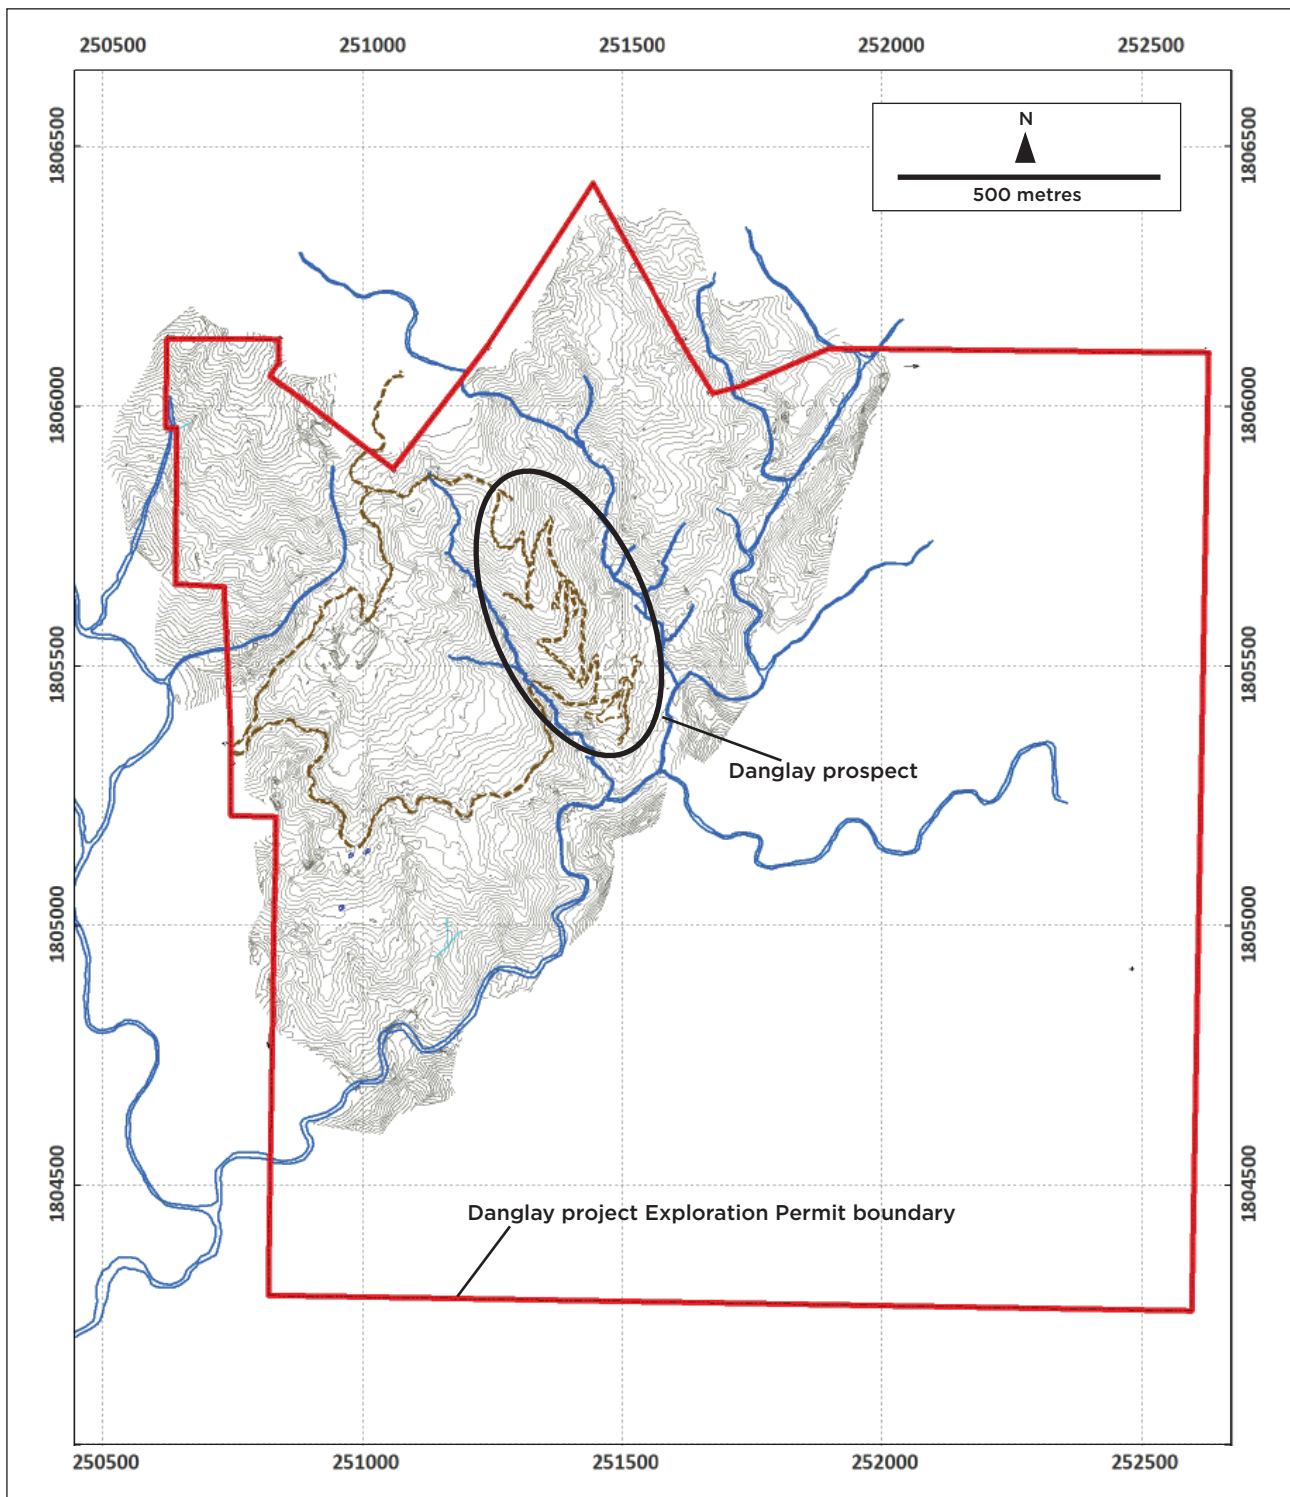 250500 251000 251500 252000 252500
N
500 metres
1806500 1806500
1806000 1806000
1805500 1805500
Danglay prospect
1805000 1805000
1804500 1804500
Danglay project Exploration Permit boundary
250500 251000 251500 252000 252500